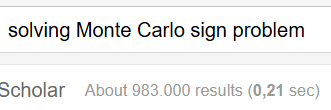 solving Monte Carlo sign problem
Scholar About 983.000 results (0,21 sec)